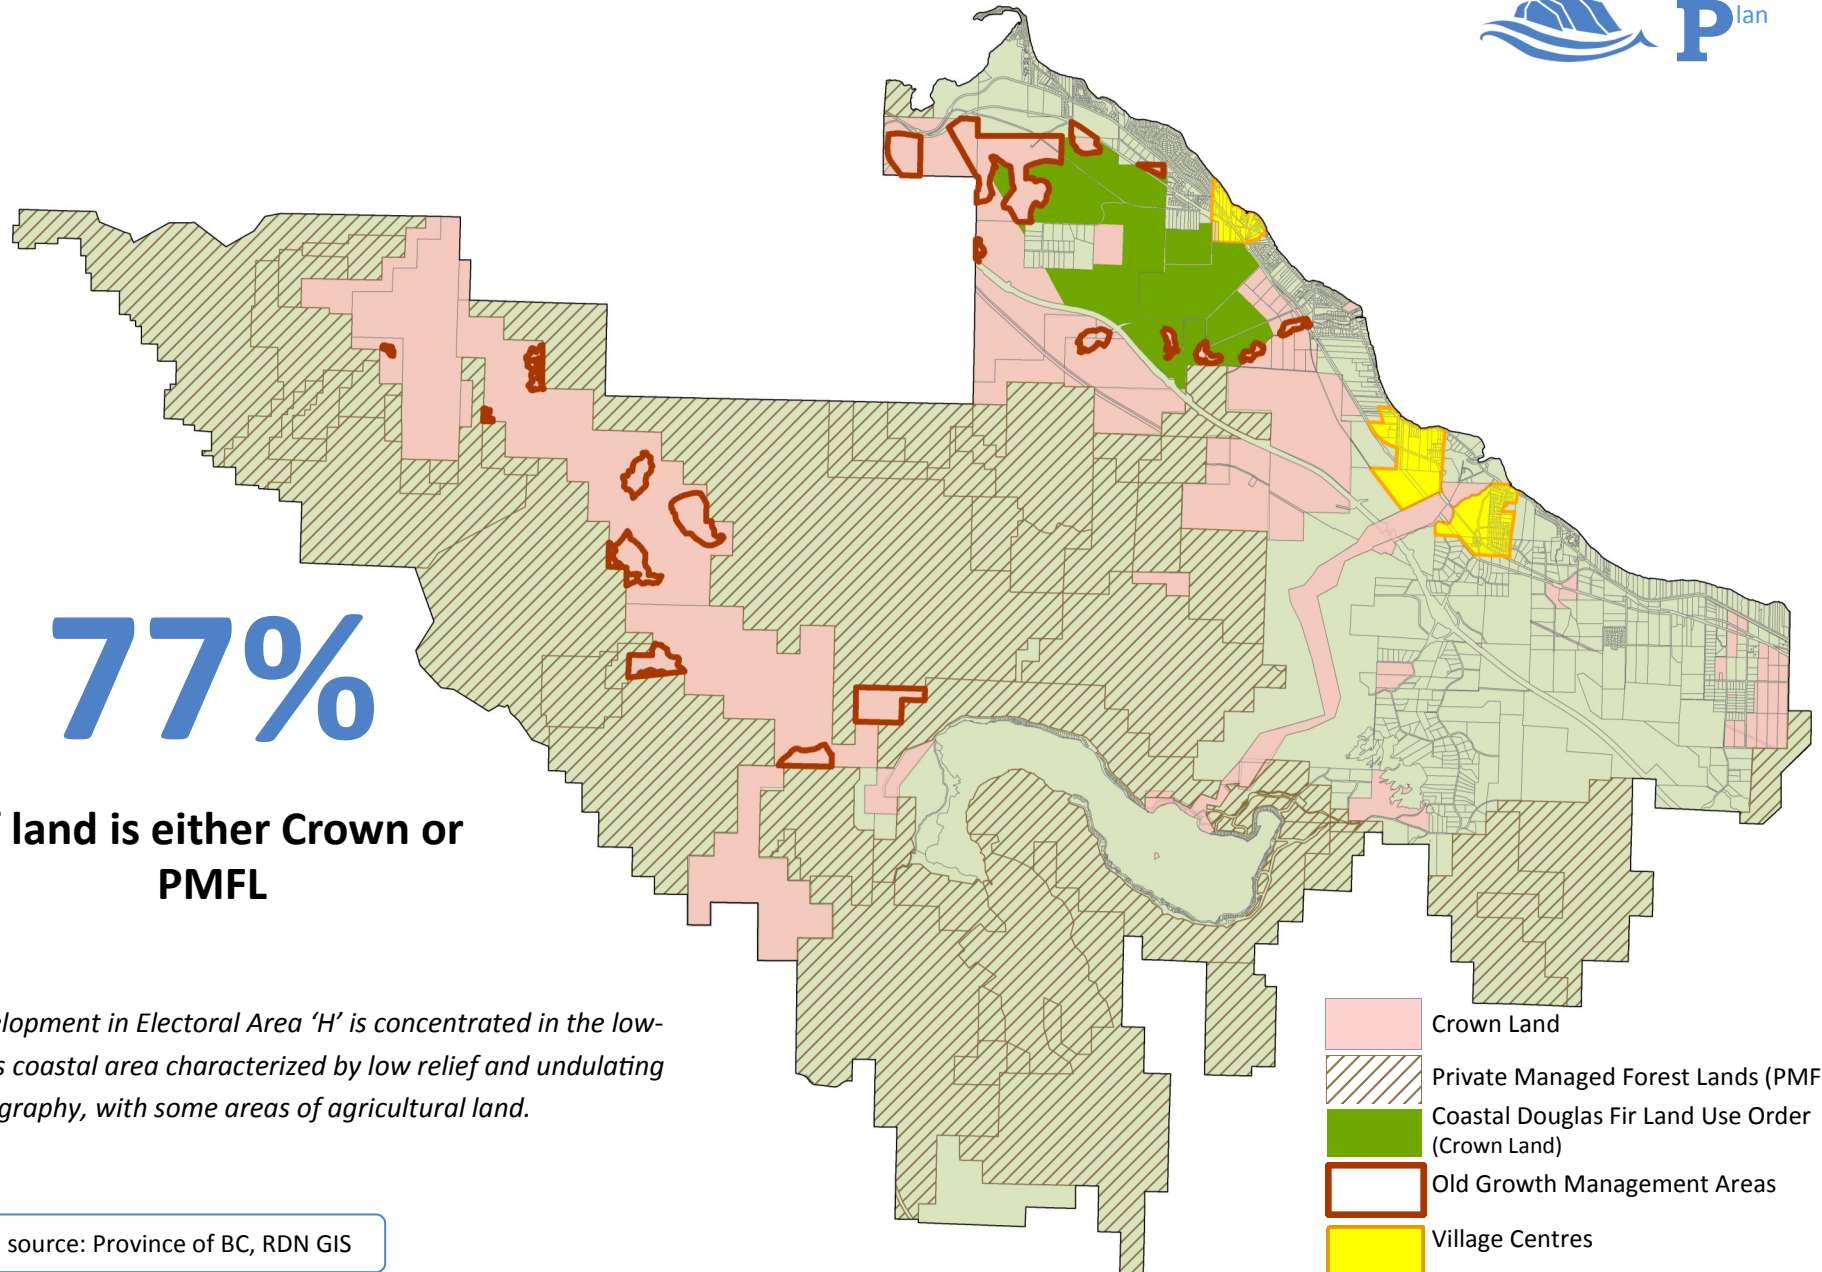 Plan
77%
land is either Crown or
PMFL
elopment in Electoral Area ‘H’ is concentrated in the low-
s coastal area characterized by low relief and undulating
graphy, with some areas of agricultural land.
source: Province of BC, RDN GIS
Crown Land
Private Managed Forest Lands (PMF
Coastal Douglas Fir Land Use Order
(Crown Land)
Old Growth Management Areas
Village Centres